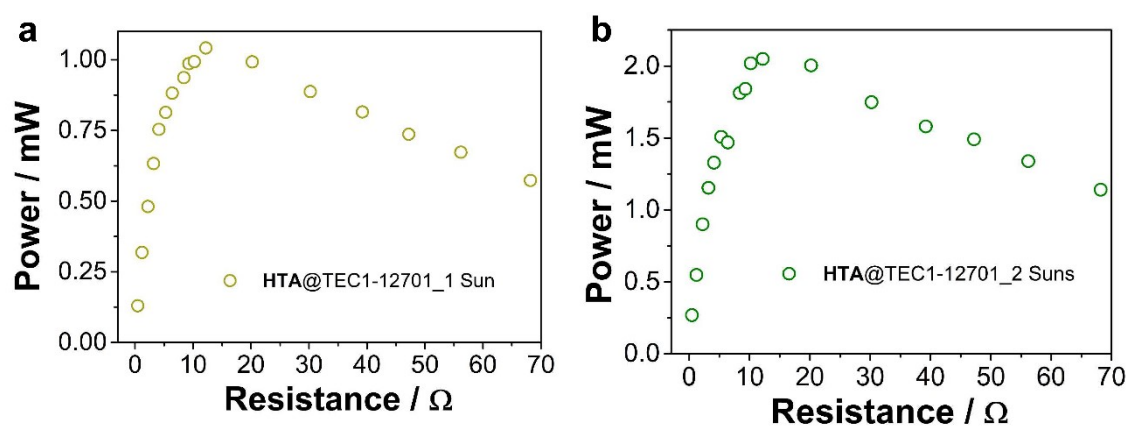 a
1.00
0.75
0.50
0.25
0.00
Power / mW
HTA@TEC1-12701_1 Sun
0 10 20 30 40 50 60 70
Resistance / Ω
b
2.0
1.5
1.0
0.5
0.0
Power / mW
HTA@TEC1-12701_2 Suns
0 10 20 30 40 50 60 70
Resistance / Ω